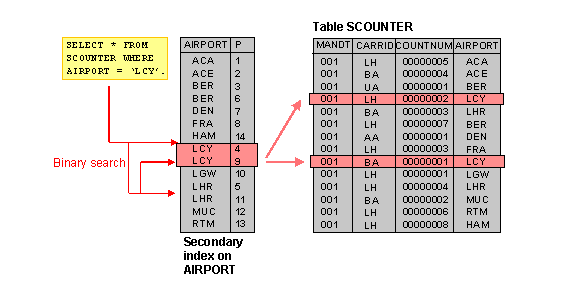 Table SCOUNTER
SELECT * FROM
SCOUNTER WHERE
AIRPORT = 'LCY'.
AIRPORT P
ACA 1
ACE 2
BER 3
BER 6
DEN 7
FRA 8
HAM 14
LCY 4
LCY 9
LGW 10
LHR 5
LHR 11
MUC 12
RTM 13
Binary search
Secondary
index on
AIRPORT
MANDT CARRID COUNTNUM AIRPORT
001 LH 00000005 ACA
001 BA 00000004 ACE
001 UA 00000001 BER
001 LH 00000002 LCY
001 BA 00000003 LHR
001 LH 00000007 BER
001 AA 00000001 DEN
001 LH 00000003 FRA
001 BA 00000001 LCY
001 LH 00000001 LGW
001 LH 00000004 LHR
001 BA 00000002 MUC
001 LH 00000006 RTM
001 LH 00000008 HAM